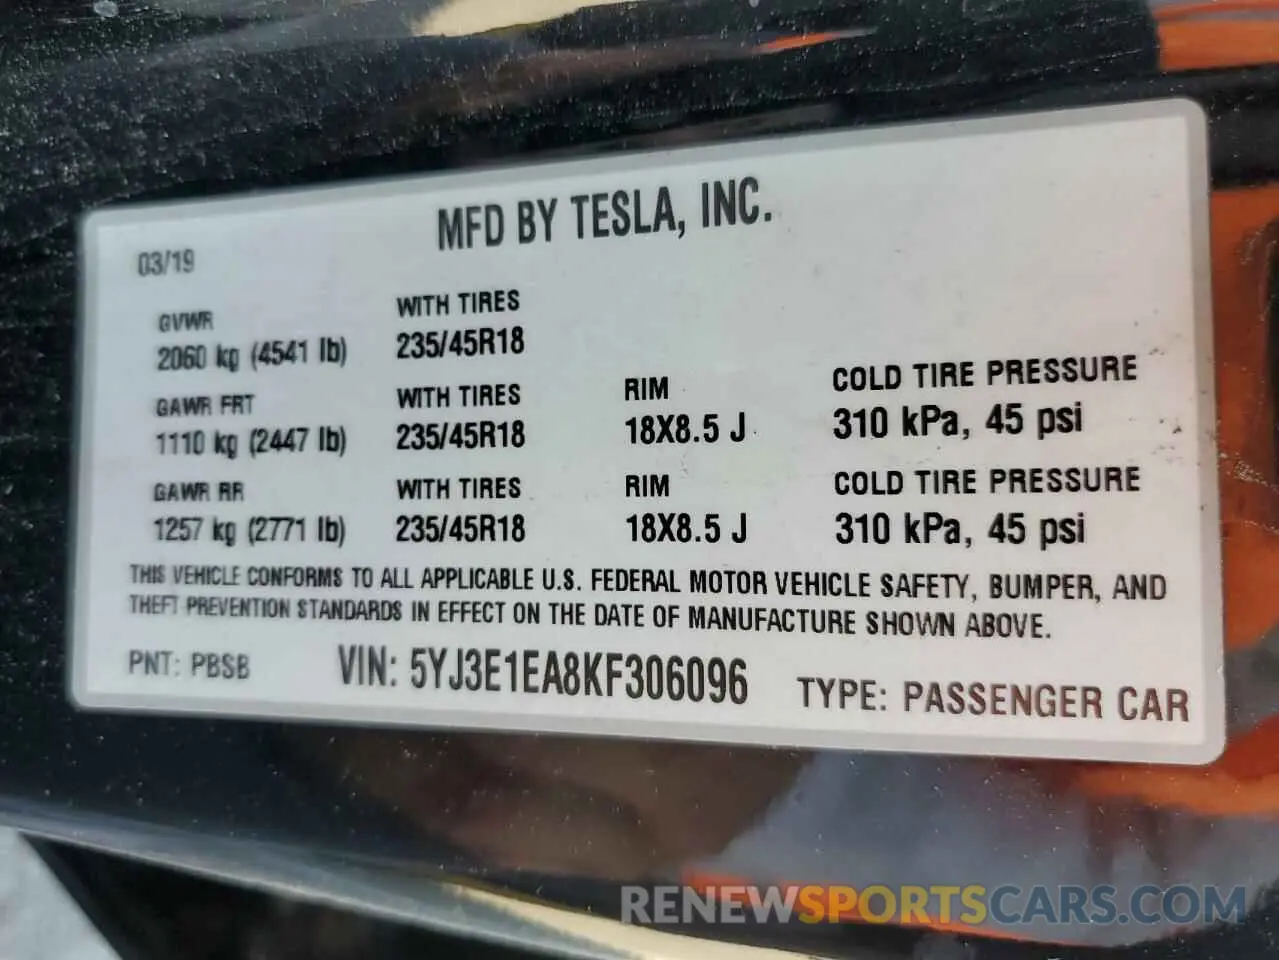 MFD BY TESLA, INC.
03/19
GVWR WITH TIRES
2060 kg (4541 lb) 235/45R18
GAWR FRT WITH TIRES RIM COLD TIRE PRESSURE
1110 kg (2447 lb) 235/45R18 18X8.5 J 310 kPa, 45 psi
GAWR RR WITH TIRES RIM COLD TIRE PRESSURE
1257 kg (2771 lb) 235/45R18 18X8.5 J 310 kPa, 45 psi
THIS VEHICLE CONFORMS TO ALL APPLICABLE U.S. FEDERAL MOTOR VEHICLE SAFETY, BUMPER, AND
THEFT PREVENTION STANDARDS IN EFFECT ON THE DATE OF MANUFACTURE SHOWN ABOVE.
PNT: PBSB VIN: 5YJ3E1EA8KF306096 TYPE: PASSENGER CAR
RENEWSPORTSCARS.COM